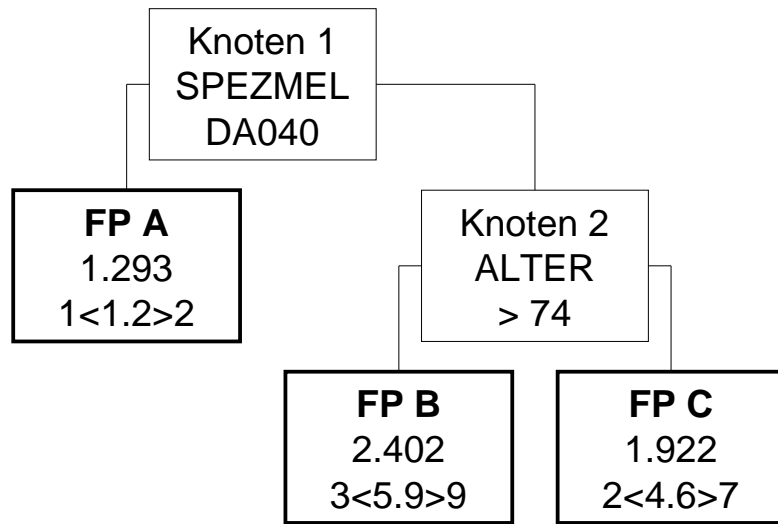 Knoten 1
SPEZMEL
DA040
FP A
1.293
1<1.2>2
Knoten 2
ALTER
> 74
FP B
2.402
3<5.9>9
FP C
1.922
2<4.6>7